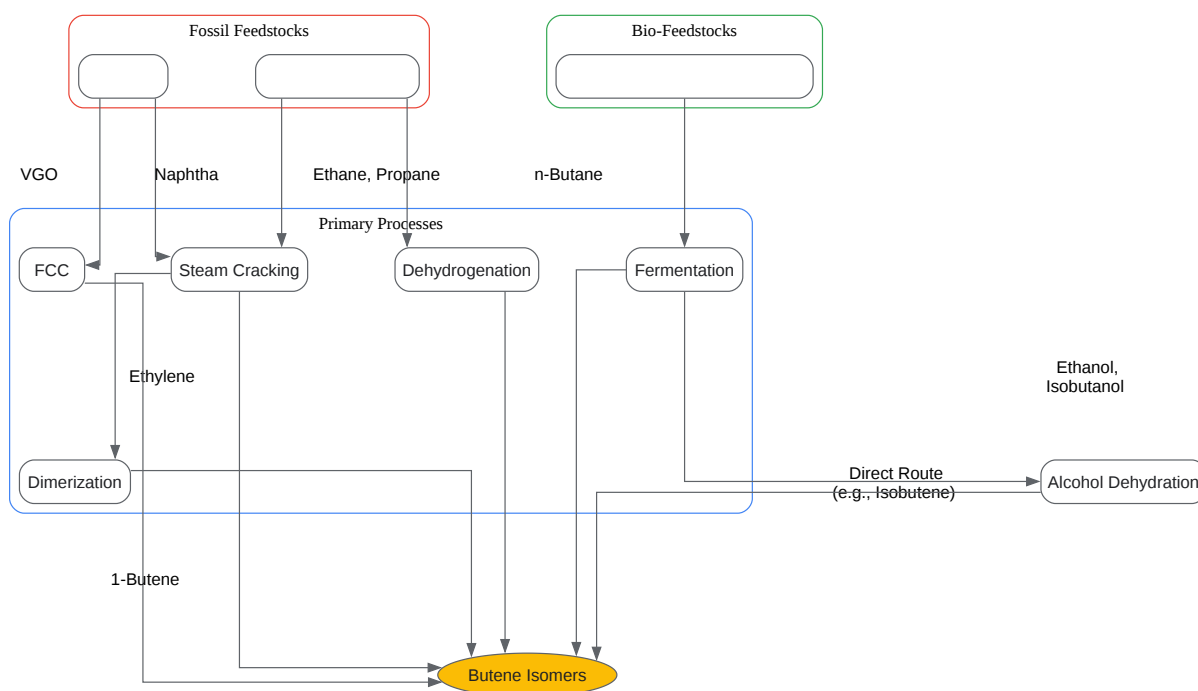 Fossil Feedstocks
Bio-Feedstocks
VGO
Naphtha
Ethane, Propane
n-Butane
Primary Processes
FCC
Steam Cracking
Dehydrogenation
Fermentation
Ethylene
Ethanol,
Isobutanol
Dimerization
Direct Route
(e.g., Isobutene)
Alcohol Dehydration
1-Butene
Butene Isomers